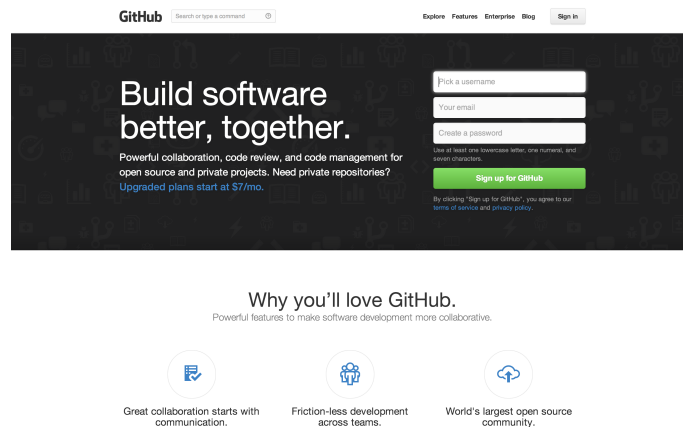 GitHub
Search or type a command
Explore Features Enterprise Blog Sign in
Build software
better, together.
Powerful collaboration, code review, and code management for
open source and private projects. Need private repositories?
Upgraded plans start at $7/mo.
Pick a username
Your email
Create a password
Use at least one lowercase letter, one numeral, and
seven characters.
Sign up for GitHub
By clicking "Sign up for GitHub", you agree to our
terms of service and privacy policy.
Why you'll love GitHub.
Powerful features to make software development more collaborative.
Great collaboration starts with
communication.
Friction-less development
across teams.
World's largest open source
community.